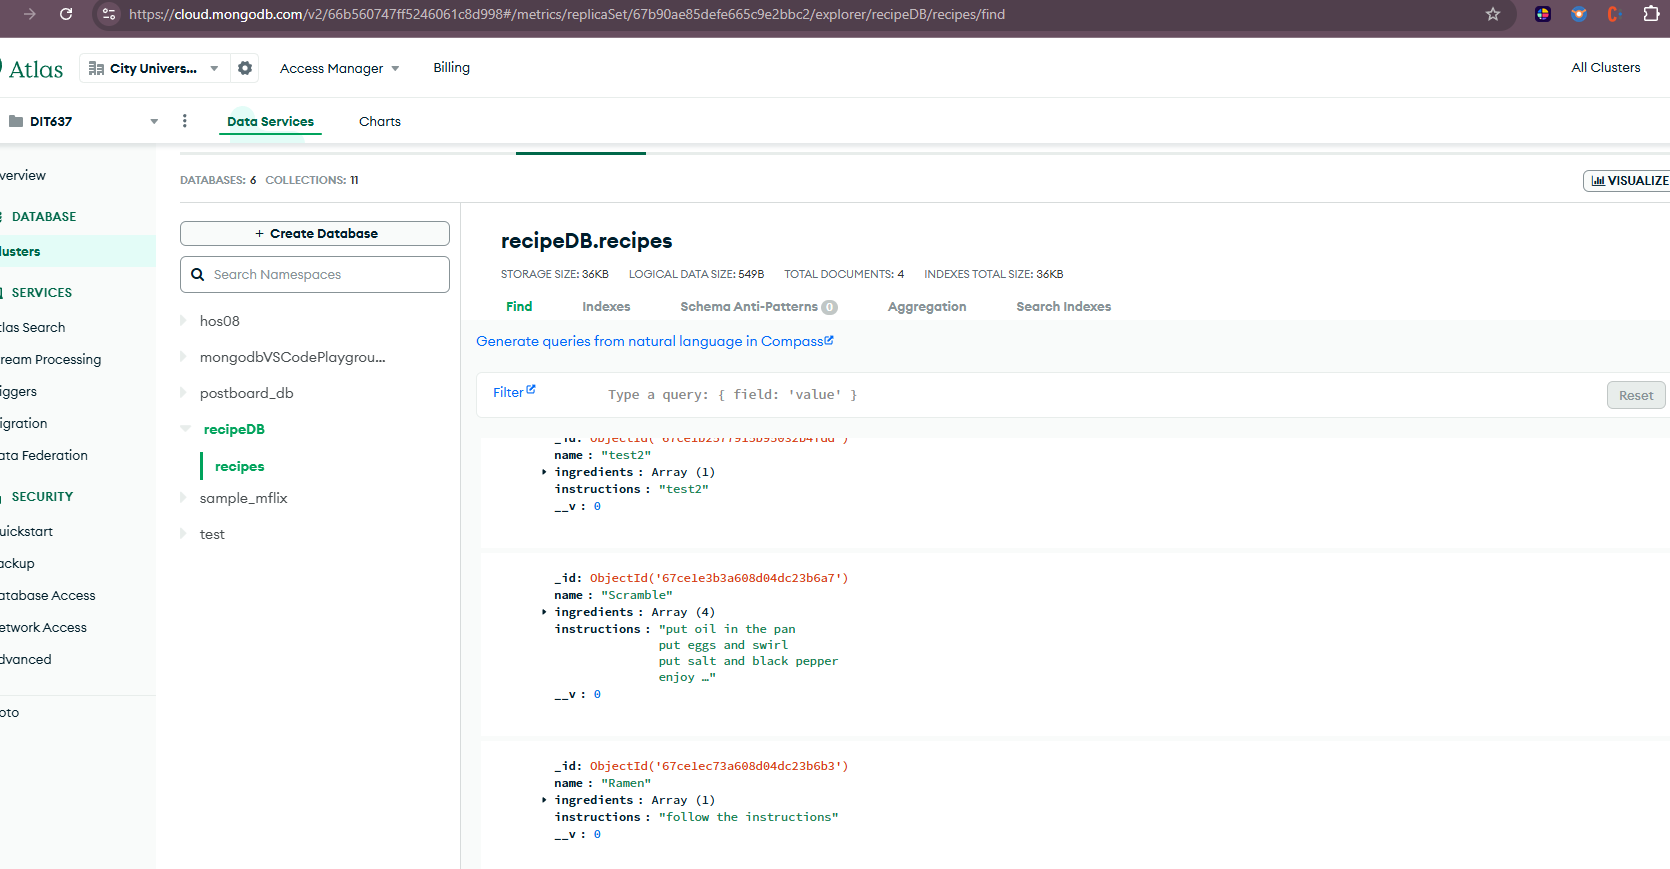 https://cloud.mongodb.com/v2/66b560747ff5246061c8d998#/metrics/replicaSet/67b90ae85defe665c9e2bbc2/explorer/recipeDB/recipes/find
Atlas
City Univers...
Access Manager
Billing
All Clusters
DIT637
Data Services
Charts
verview
DATABASE
lusters
SERVICES
tlas Search
ream Processing
iggers
igration
ata Federation
SECURITY
uickstart
ackup
atabase Access
etwork Access
dvanced
oto
DATABASES: 6 COLLECTIONS: 11
VISUALIZE
+ Create Database
Search Namespaces
hos08
mongodbVSCodePlaygrou...
postboard_db
recipeDB
recipes
sample_mflix
test
recipeDB.recipes
STORAGE SIZE: 36KB LOGICAL DATA SIZE: 549B TOTAL DOCUMENTS: 4 INDEXES TOTAL SIZE: 36KB
Find Indexes Schema Anti-Patterns 0 Aggregation Search Indexes
Generate queries from natural language in Compass
Filter
Type a query: { field: 'value' }
Reset
name : "test2"
ingredients : Array (1)
instructions : "test2"
__v : 0
_id: ObjectId('67ce1e3b3a608d04dc23b6a7')
name : "Scramble"
ingredients : Array (4)
instructions : "put oil in the pan
put eggs and swirl
put salt and black pepper
enjoy …"
__v : 0
_id: ObjectId('67ce1ec73a608d04dc23b6b3')
name : "Ramen"
ingredients : Array (1)
instructions : "follow the instructions"
__v : 0